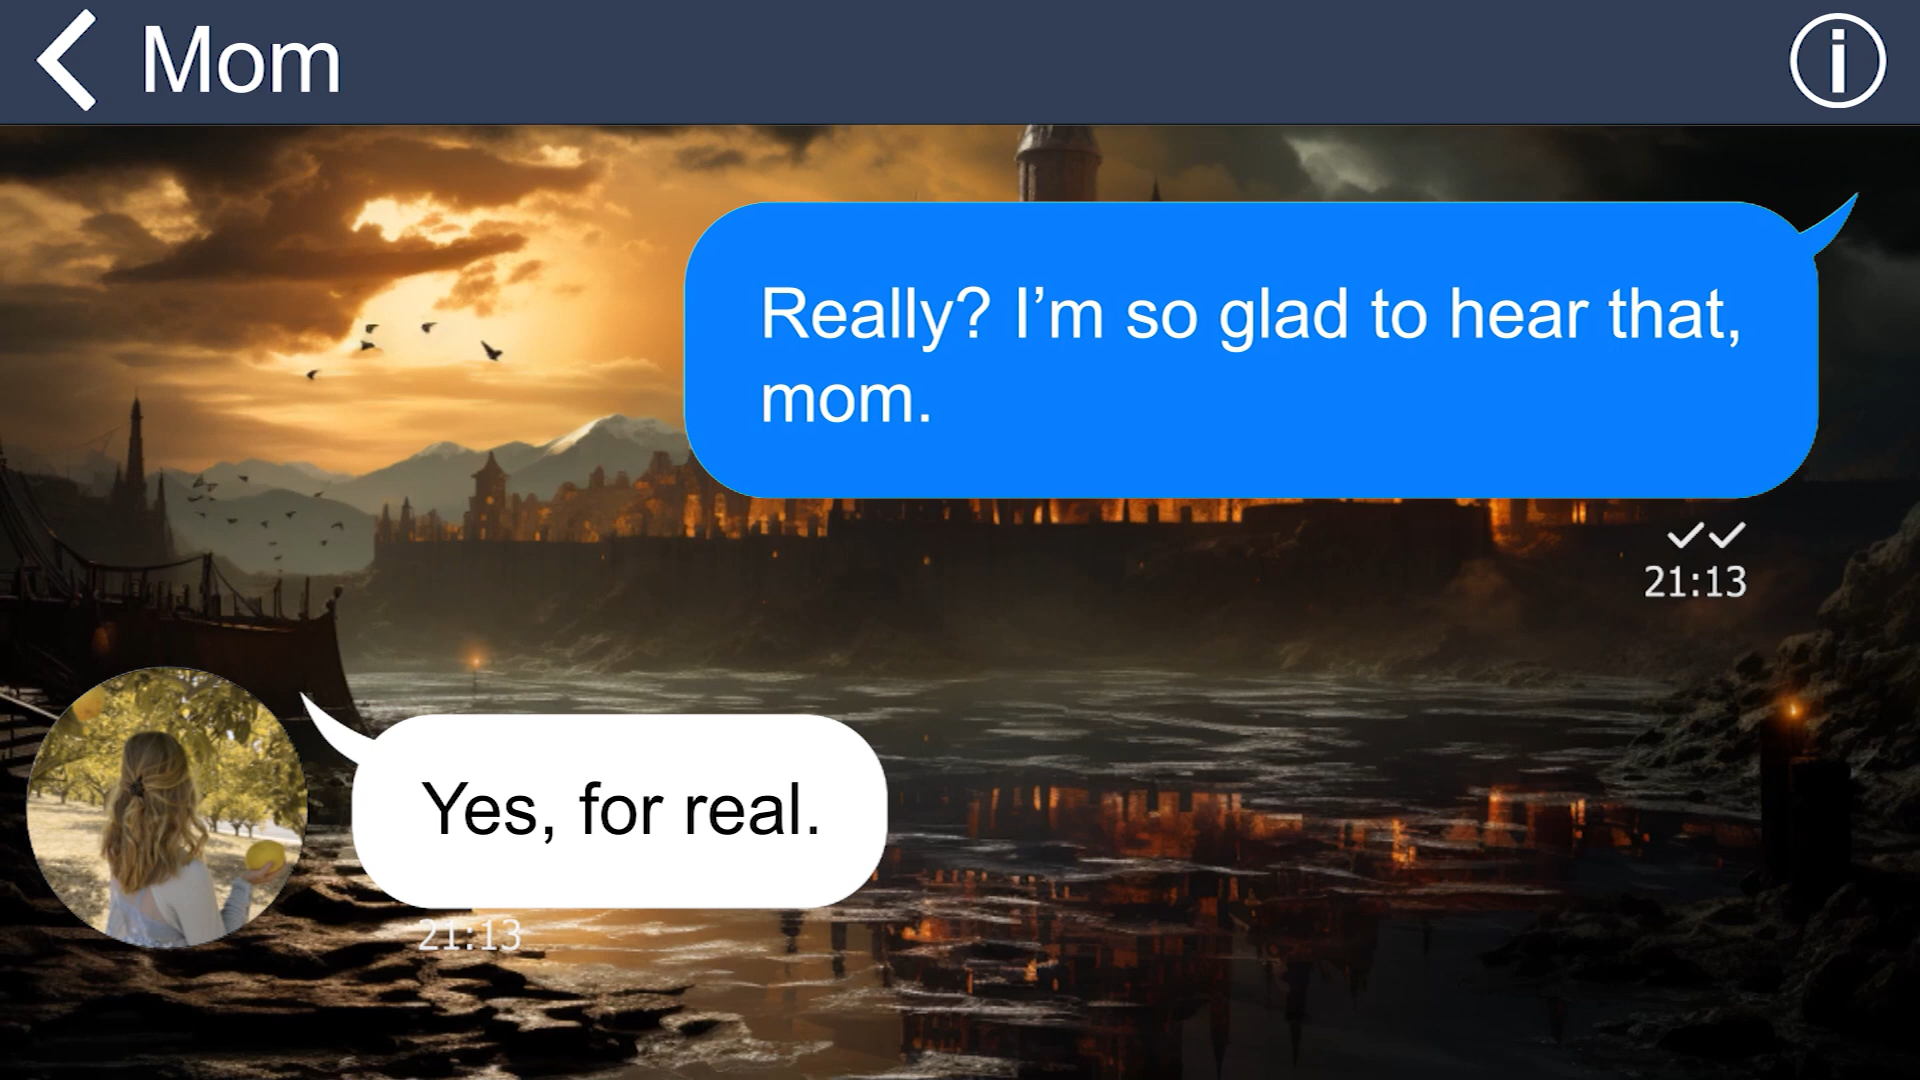 Mom
Really? I’m so glad to hear that,
mom.
21:13
Yes, for real.
21:13